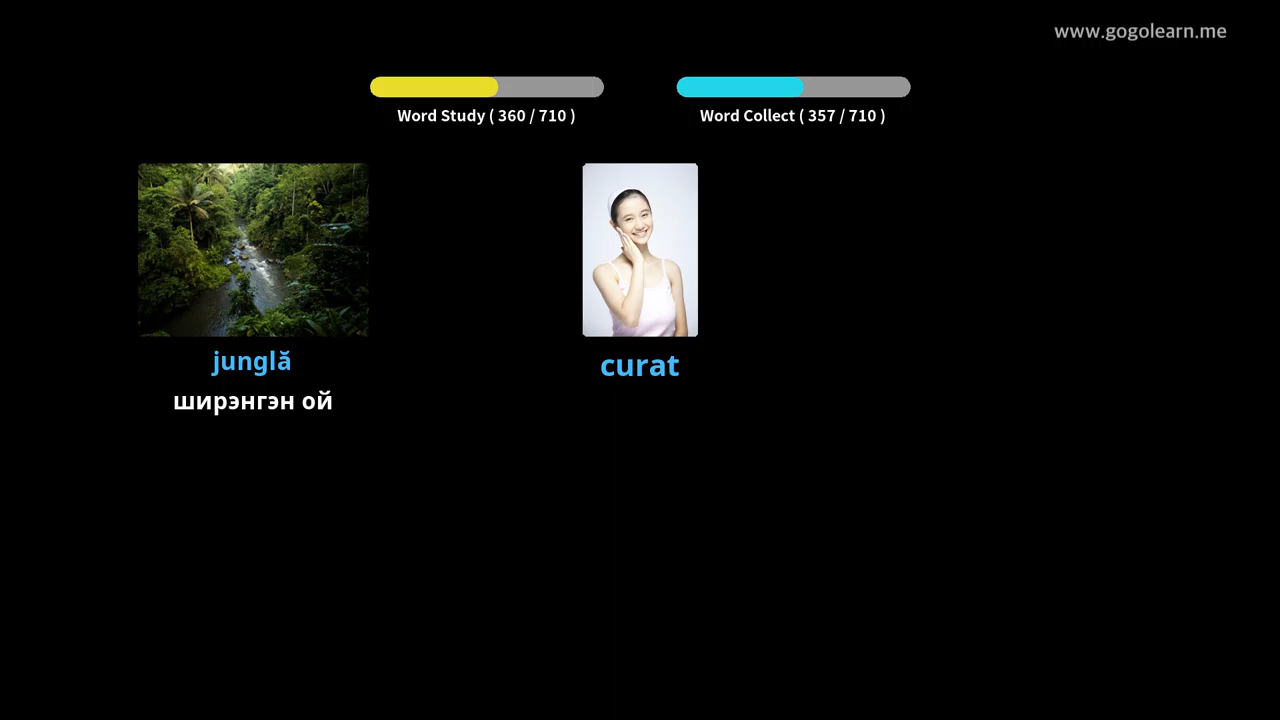 www.gogolearn.me
Word Study ( 360 / 710 )
Word Collect ( 357 / 710 )
junglă
ширэнгэн ой
curat